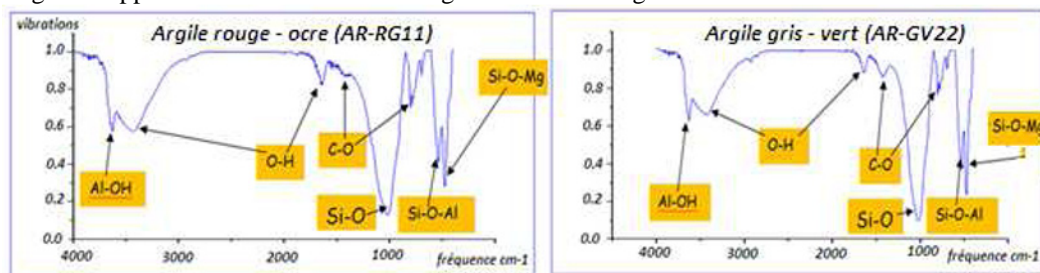 vibrations
Argile rouge - ocre (AR-RG11)
1.0
0.8
0.6
0.4
0.2
0.0
Al-OH
O-H
C-O
Si-O
Si-O-Al
Si-O-Mg
4000
3000
2000
1000
fréquence cm-1
Argile gris - vert (AR-GV22)
1.0
0.8
0.6
0.4
0.2
0.0
Al-OH
O-H
C-O
Si-O
Si-O-Al
Si-O-Mg
4000
3000
2000
1000
fréquence cm-1